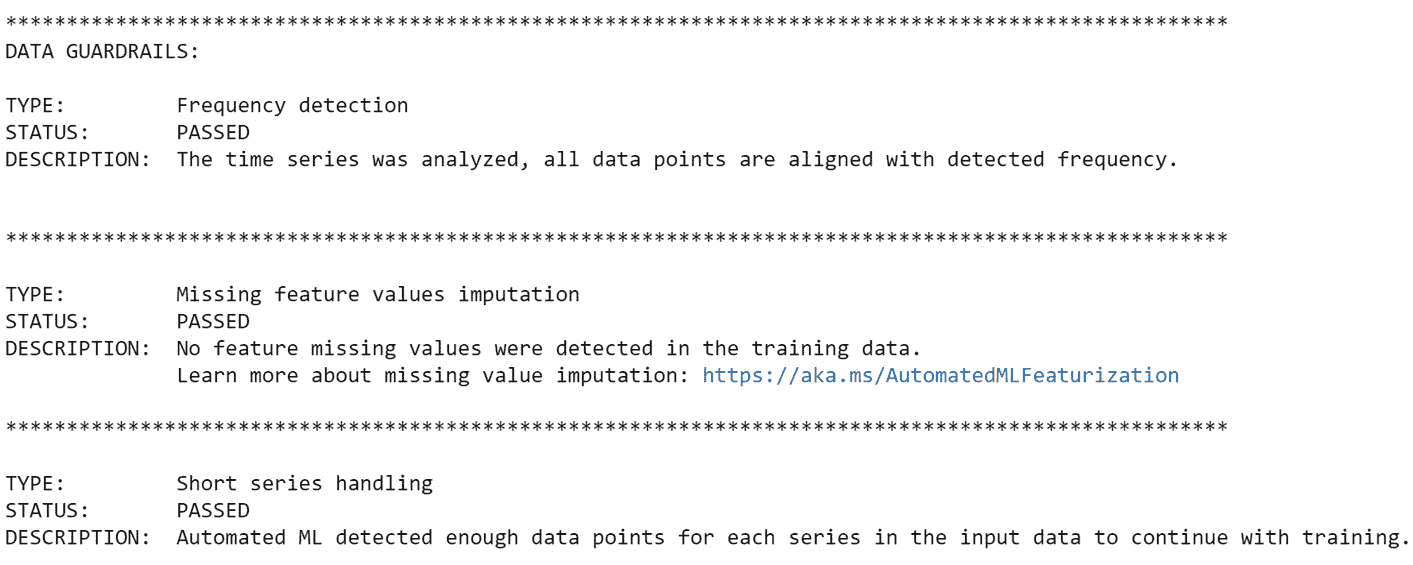 ****************************************************************************************************
DATA GUARDRAILS:
TYPE:         Frequency detection
STATUS:       PASSED
DESCRIPTION:  The time series was analyzed, all data points are aligned with detected frequency.
****************************************************************************************************
TYPE:         Missing feature values imputation
STATUS:       PASSED
DESCRIPTION:  No feature missing values were detected in the training data.
              Learn more about missing value imputation: https://aka.ms/AutomatedMLFeaturization
****************************************************************************************************
TYPE:         Short series handling
STATUS:       PASSED
DESCRIPTION:  Automated ML detected enough data points for each series in the input data to continue with training.